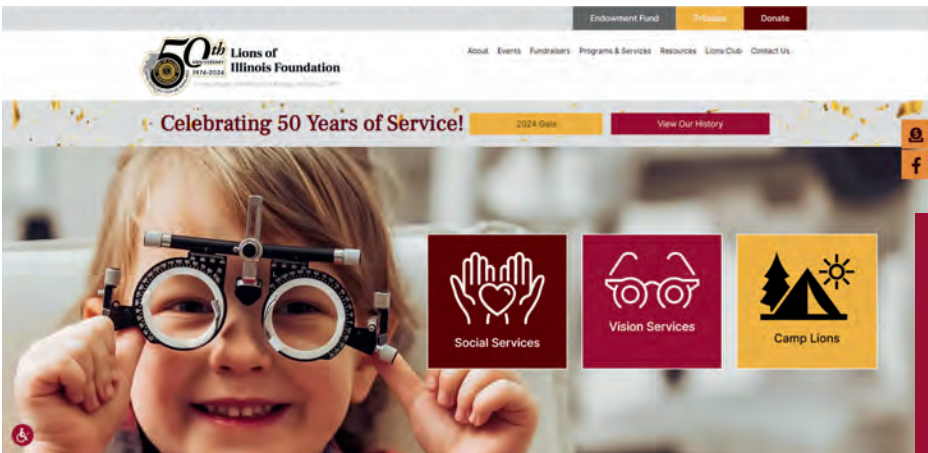 Endowment Fund Tributes Donate
50th
ANNIVERSARY
1974-2024
Lions of
Illinois Foundation
About Events Fundraisers Programs & Services Resources Lions Club Contact Us
Celebrating 50 Years of Service! 2024 Gala View Our History
Social Services
Vision Services
Camp Lions